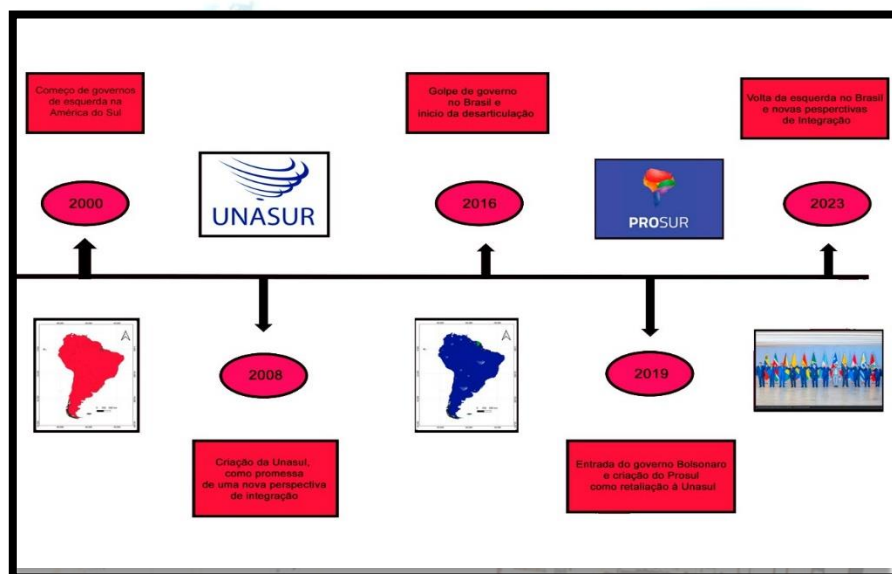 Começo de governos
de esquerda na
América do Sul
2000
UNASUR
2008
Criação da Unasul,
como promessa
de uma nova perspectiva
de integração
Golpe de governo
no Brasil e
inicio da desarticulação
2016
PROSUR
2019
Entrada do governo Bolsonaro
e criação do Prosul
como retaliação à Unasul
Volta da esquerda no Brasil
e novas pesperctivas
de integração
2023